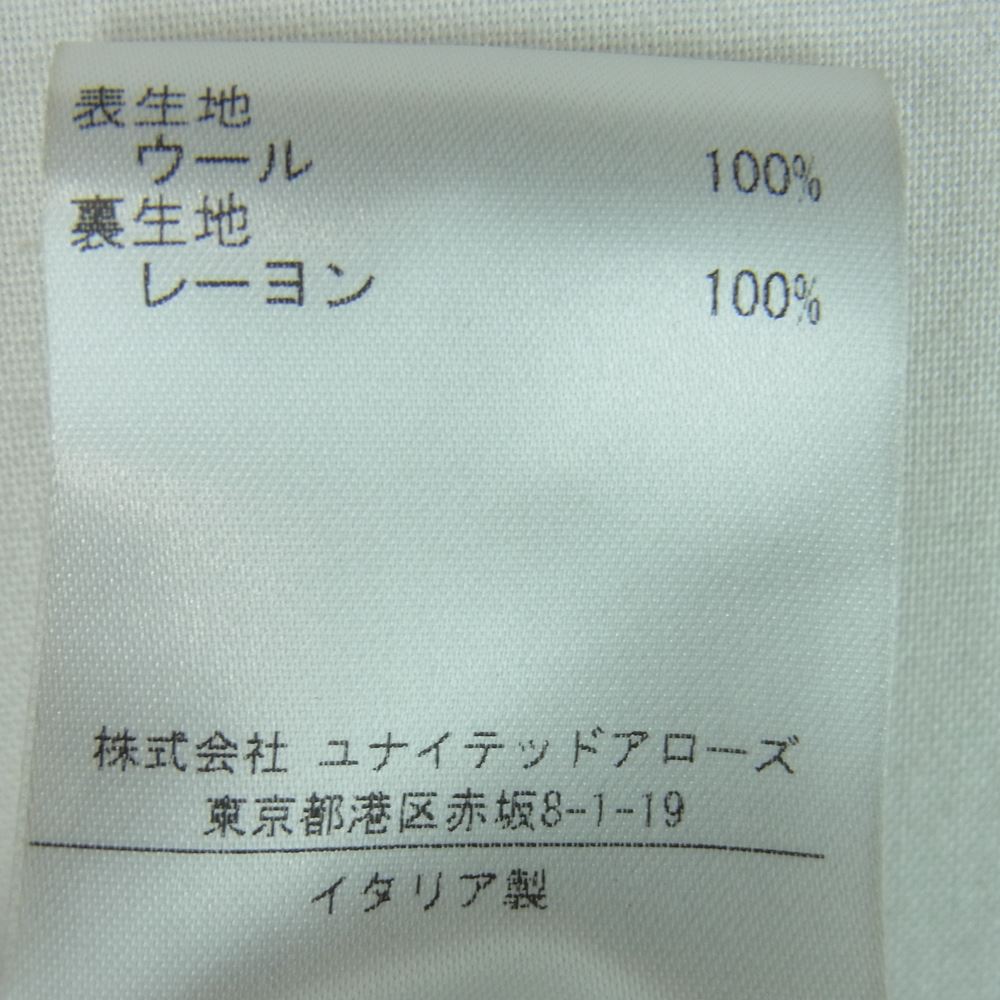 表生地
ウール 100%
裏生地
レーヨン 100%
株式会社 ユナイテッドアローズ
東京都港区赤坂8-1-19
イタリア製